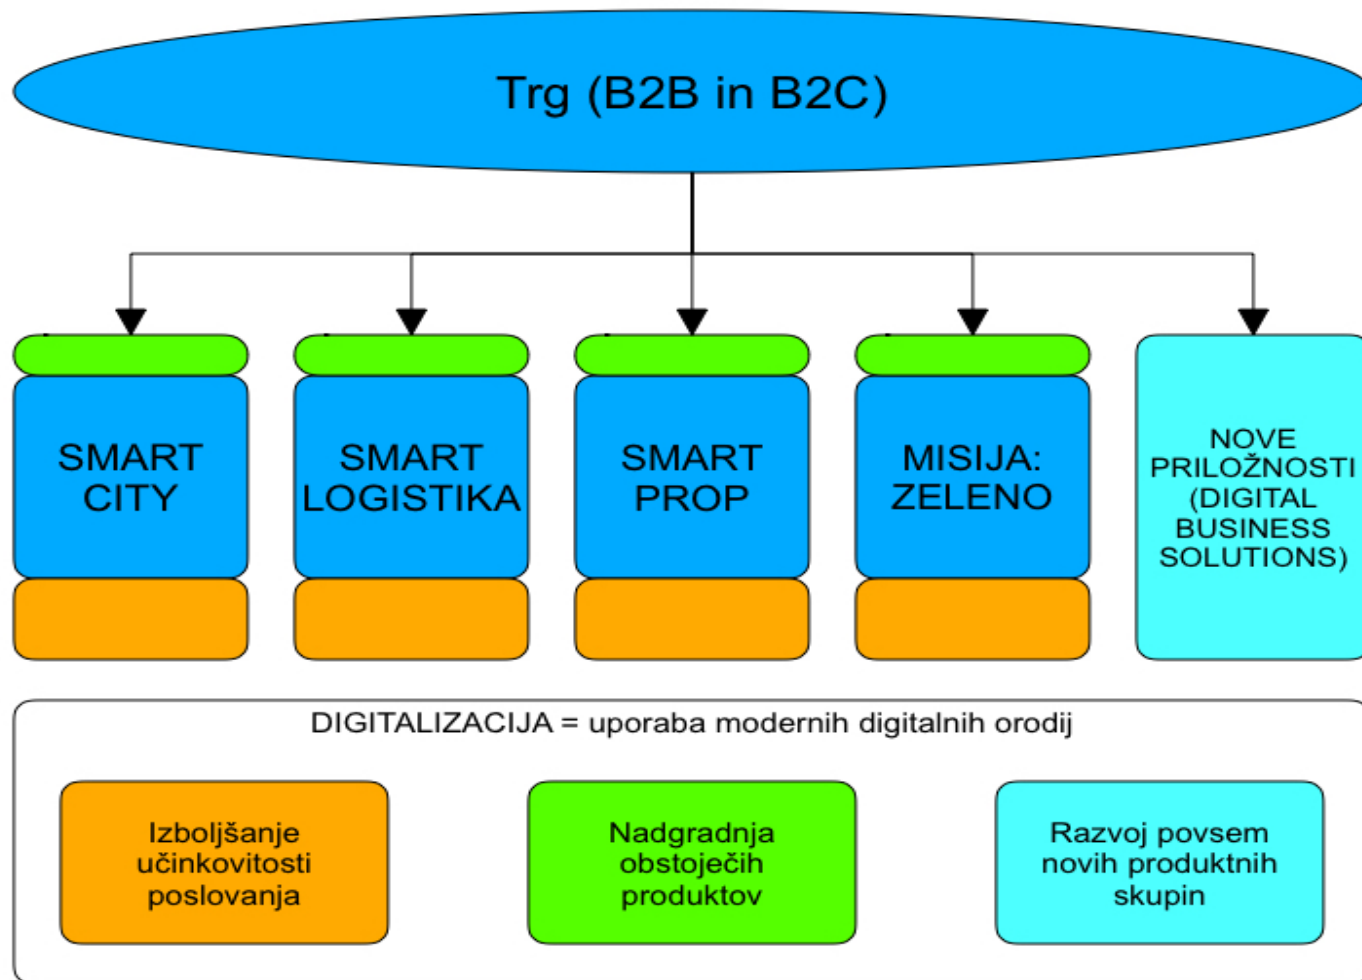 Trg (B2B in B2C)
SMART
CITY
SMART
LOGISTIKA
SMART
PROP
MISIJA:
ZELENO
NOVE
PRILOŽNOSTI
(DIGITAL
BUSINESS
SOLUTIONS)
DIGITALIZACIJA = uporaba modernih digitalnih orodij
Izboljšanje
učinkovitosti
poslovanja
Nadgradnja
obstoječih
produktov
Razvoj povsem
novih produktnih
skupin